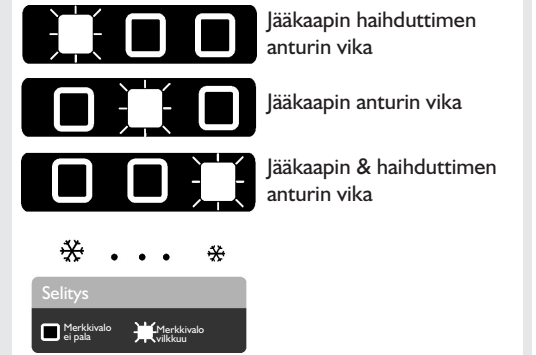 Jääkaapin haihduttimen
anturin vika
Jääkaapin anturin vika
Jääkaapin & haihduttimen
anturin vika
Selitys
Merkkivalo
ei pala
Merkkivalo
vilkkuu